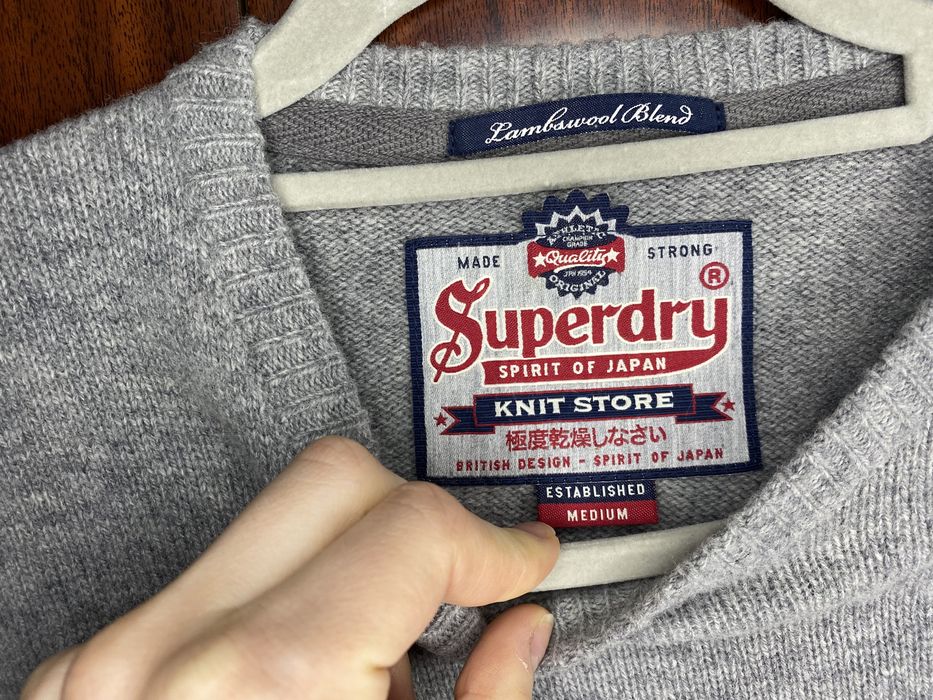 Lambswool Blend
ATHLETIC
CHAMPION
GRADE
MADE
STRONG
Quality
JPN 1954
ORIGINAL
Superdry®
SPIRIT OF JAPAN
KNIT STORE
極度乾燥しなさい
BRITISH DESIGN - SPIRIT OF JAPAN
ESTABLISHED
MEDIUM